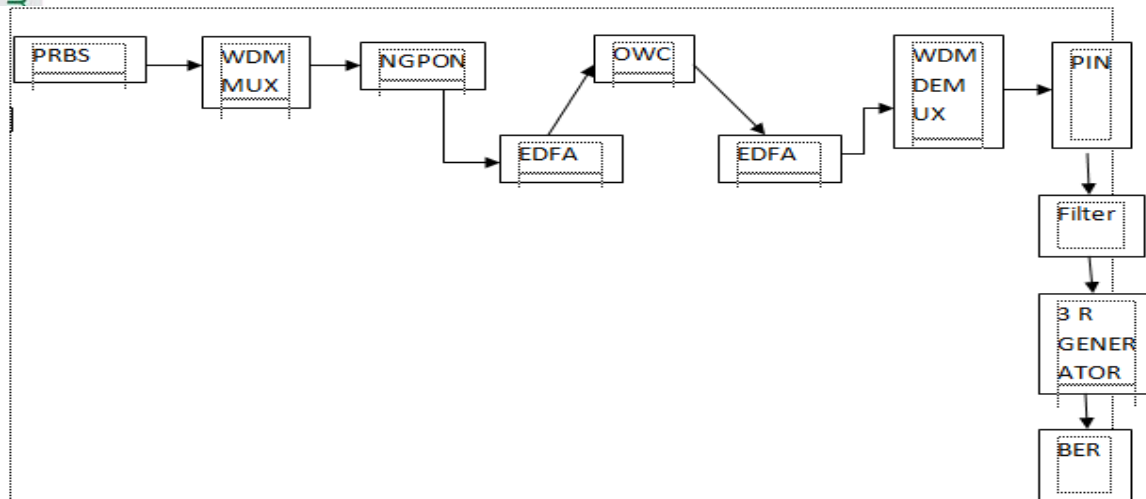 PRBS
WDM
MUX
NGPON
OWC
EDFA
EDFA
WDM
DEM
UX
PIN
Filter
3 R
GENER
ATOR
BER